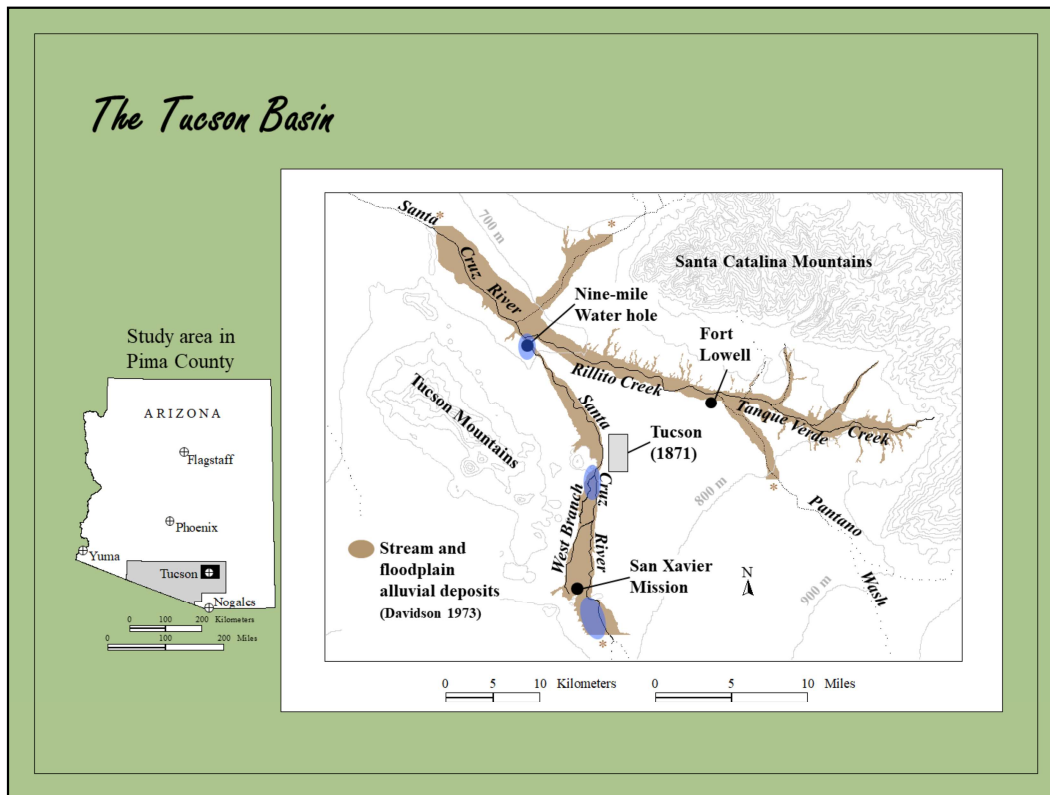 The Tucson Basin
Study area in
Pima County
ARIZONA
Flagstaff
Phoenix
Yuma
Tucson
Nogales
0 100 200 Kilometers
0 100 200 Miles
Santa
Cruz
River
700 m
*
*
Santa Catalina Mountains
Nine-mile
Water hole
Fort
Lowell
Rillito Creek
Tanque Verde
Creek
Tucson Mountains
Santa
Cruz
River
Tucson
(1871)
West Branch
800 m
*
Pantano
Wash
900 m
Stream and
floodplain
alluvial deposits
(Davidson 1973)
San Xavier
Mission
N
*
0 5 10 Kilometers
0 5 10 Miles